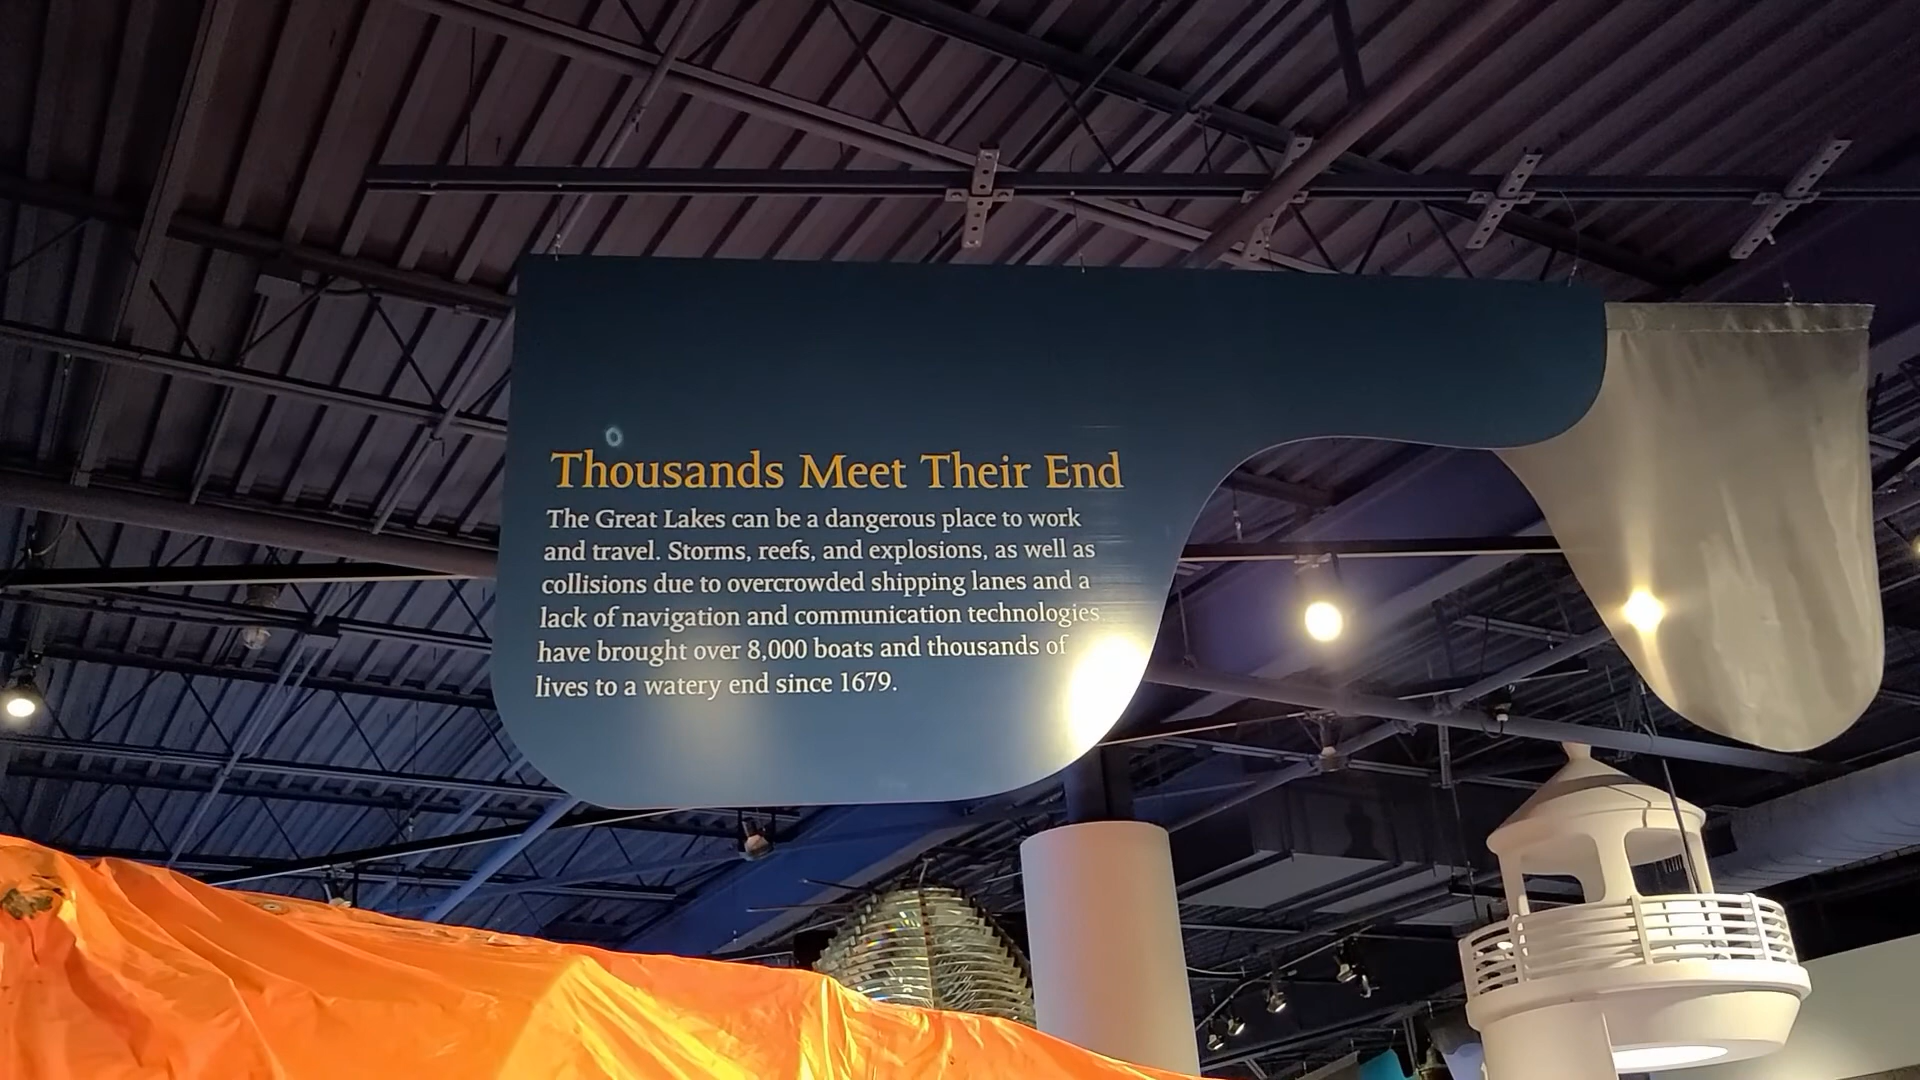 Thousands Meet Their End
The Great Lakes can be a dangerous place to work
and travel. Storms, reefs, and explosions, as well as
collisions due to overcrowded shipping lanes and a
lack of navigation and communication technologies
have brought over 8,000 boats and thousands of
lives to a watery end since 1679.